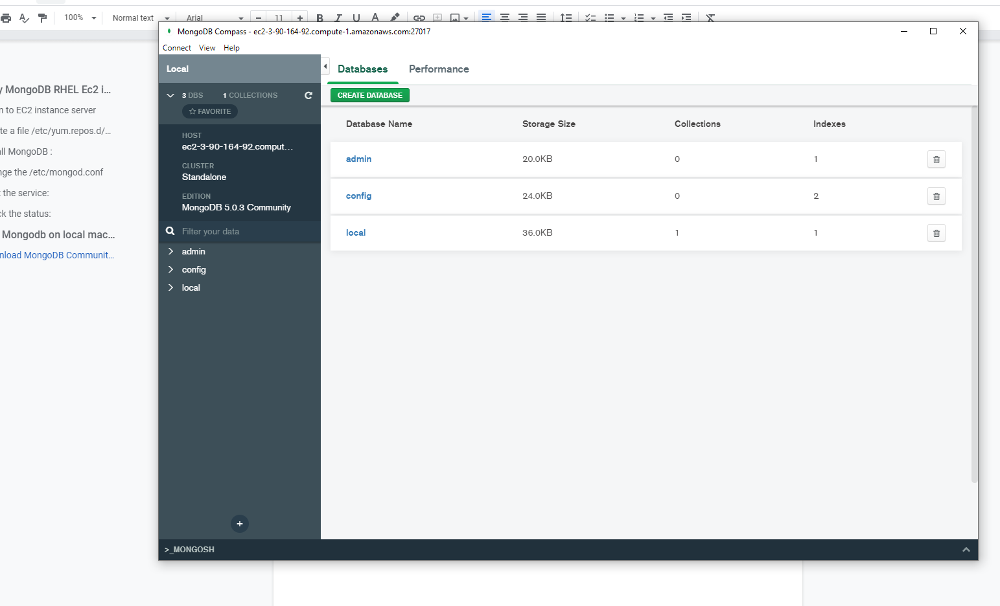 100%
Normal text
Arial
11
MongoDB Compass - ec2-3-90-164-92.compute-1.amazonaws.com:27017
Connect View Help
Local
Databases Performance
3 DBS 1 COLLECTIONS
FAVORITE
CREATE DATABASE
HOST
ec2-3-90-164-92.comput...
CLUSTER
Standalone
EDITION
MongoDB 5.0.3 Community
Filter your data
admin
config
local
>_MONGOSH
Database Name Storage Size Collections Indexes
admin 20.0KB 0 1
config 24.0KB 0 2
local 36.0KB 1 1
y MongoDB RHEL Ec2 i...
n to EC2 instance server
te a file /etc/yum.repos.d/...
all MongoDB :
nge the /etc/mongod.conf
t the service:
ck the status:
Mongodb on local mac...
nload MongoDB Communit...